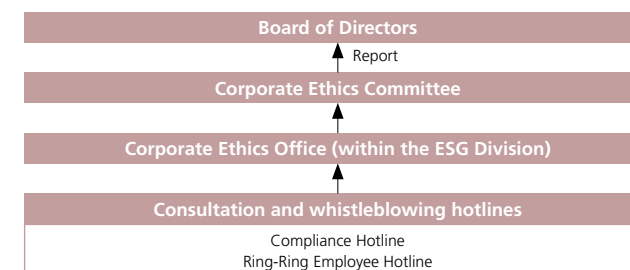 Board of Directors
Report
Corporate Ethics Committee
Corporate Ethics Office (within the ESG Division)
Consultation and whistleblowing hotlines
Compliance Hotline
Ring-Ring Employee Hotline